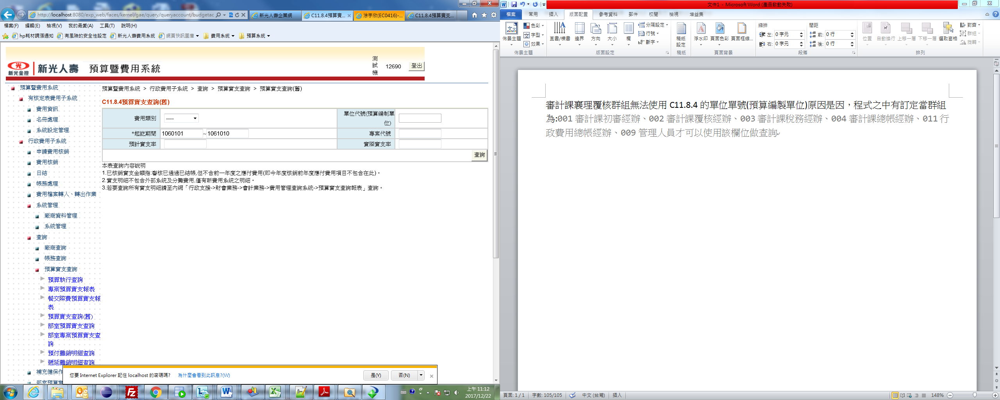 http://localhost:8080/exp_web/faces/kernel/gae/query/queryaccount/budgetac
新光人壽企業網
C11.8.4預算實...
涂宇欣(EC0416)-...
C11.8.4預算實支...
檔案(F) 編輯(E) 檢視(V) 我的最愛(A) 工具(T) 說明(H)
hp耗材調漲通知 有風險的安全性設定 新光人壽費用系統 網頁快訊圖庫 費用系統 預算系統
新光金控 新光人壽 預算暨費用系統
測試機 12690 登出
預算暨費用系統
有核定表費用子系統
費用資訊
名冊處理
系統設定管理
行政費用子系統
申請費用核銷
費用核銷
日結
帳務處理
費用檔案轉入、轉出作業
系統管理
廠商資料管理
系統管理
查詢
廠商查詢
帳務查詢
預算實支查詢
預算執行查詢
專案預算實支報表
餐交際費預算實支報
表
預算實支查詢(舊)
部室預算實支查詢
部室專案預算實支查
詢
預付攤銷明細查詢
遞延攤銷明細查詢
補充健保作
部室預算實
預算暨費用系統 > 行政費用子系統 > 查詢 > 預算實支查詢 > 預算實支查詢(舊)
C11.8.4預算實支查詢(舊)
費用類別 ---- 單位代號(預算編制單
位)
*起訖期間 1060101 ~ 1061010 專案代號
預計實支率 實際實支率
查詢
本表查詢內容說明
1.已核銷實支金額指:審核已通過已結帳,但不含前一年度之應付費用(即今年度核銷前年度應付費用項目不包含在此)。
2.實支明細不包含外部系統及分攤費用,僅有新費用系統之明細。
3.若要查詢所有實支明細請至內網「行政支援->財會業務->會計業務->費用管理查詢系統->預算實支查詢報表」查詢。
您要 Internet Explorer 記住 localhost 的密碼嗎? 為什麼會看到此訊息?(W) 是(Y) 否(N)
上午 11:12
2017/12/22
文件1 - Microsoft Word (產品啟動失敗)
檔案 常用 插入 版面配置 參考資料 郵件 校閱 檢視 增益集
佈景主題 色彩 字型 效果
直書/橫書 邊界 方向 大小 欄 分隔設定 行號 斷字
稿紙
設定
浮水印 頁面色彩 頁面框線...
縮排 間距
左: 0 字元 前: 0 行
右: 0 字元 後: 0 行
位置 自動換行 上移一層 下移一層 選取窗格 對齊 群組 旋轉
佈景主題 版面設定 稿紙 頁面背景 段落 排列
審計課襄理覆核群組無法使用 C11.8.4 的單位單號(預算編製單位)原因是因，程式之中有訂定當群組
為:001 審計課初審經辦、002 審計課覆核經辦、003 審計課稅務經辦、004 審計課總帳經辦、011 行
政費用總帳經辦、009 管理人員才可以使用該欄位做查詢
頁面: 1 / 1 字數: 105/105 中文 (台灣) 插入 148%